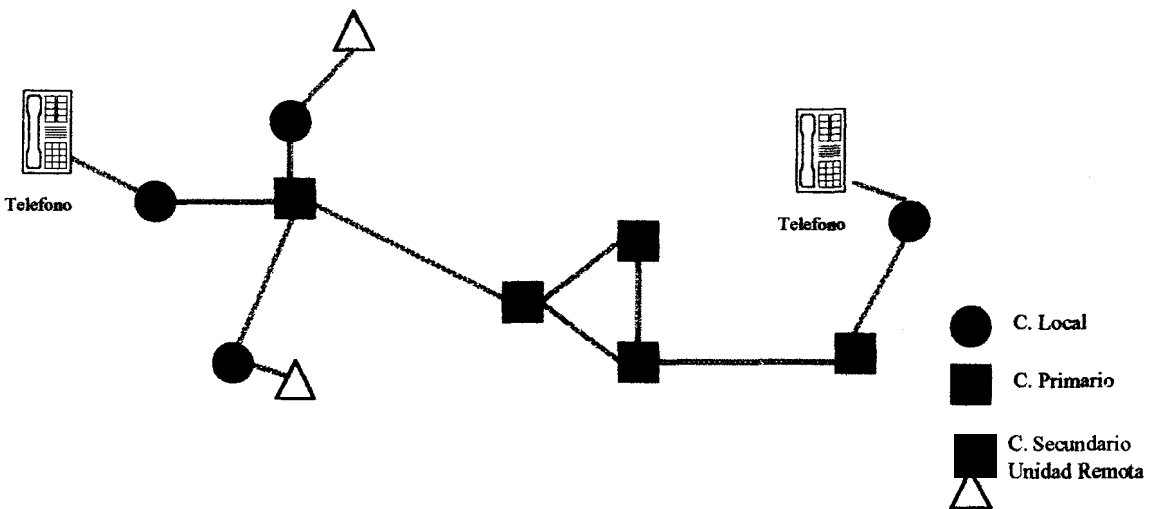 Telefono
Telefono
C. Local
C. Primario
C. Secundario
Unidad Remota